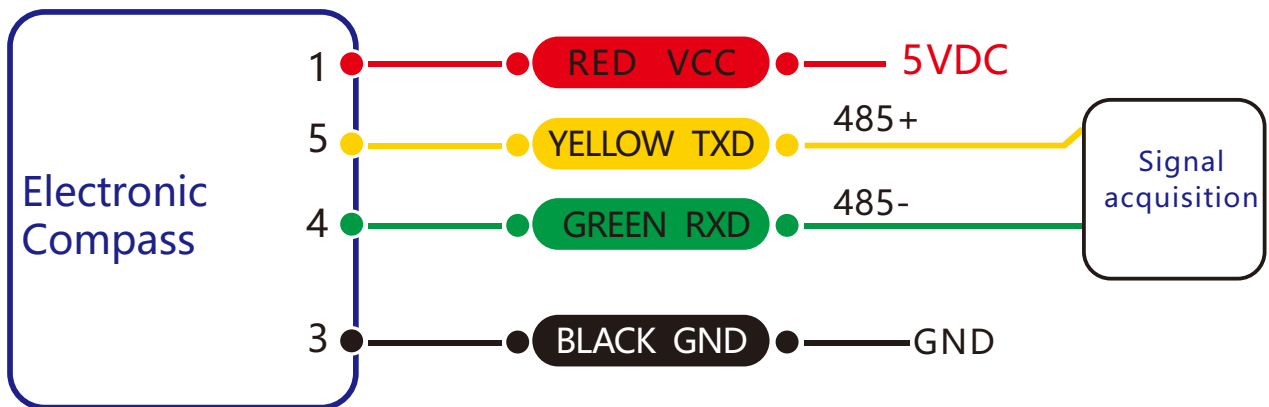 Electronic
Compass
1 RED VCC 5VDC
5 YELLOW TXD 485+
4 GREEN RXD 485-
3 BLACK GND GND
Signal
acquisition